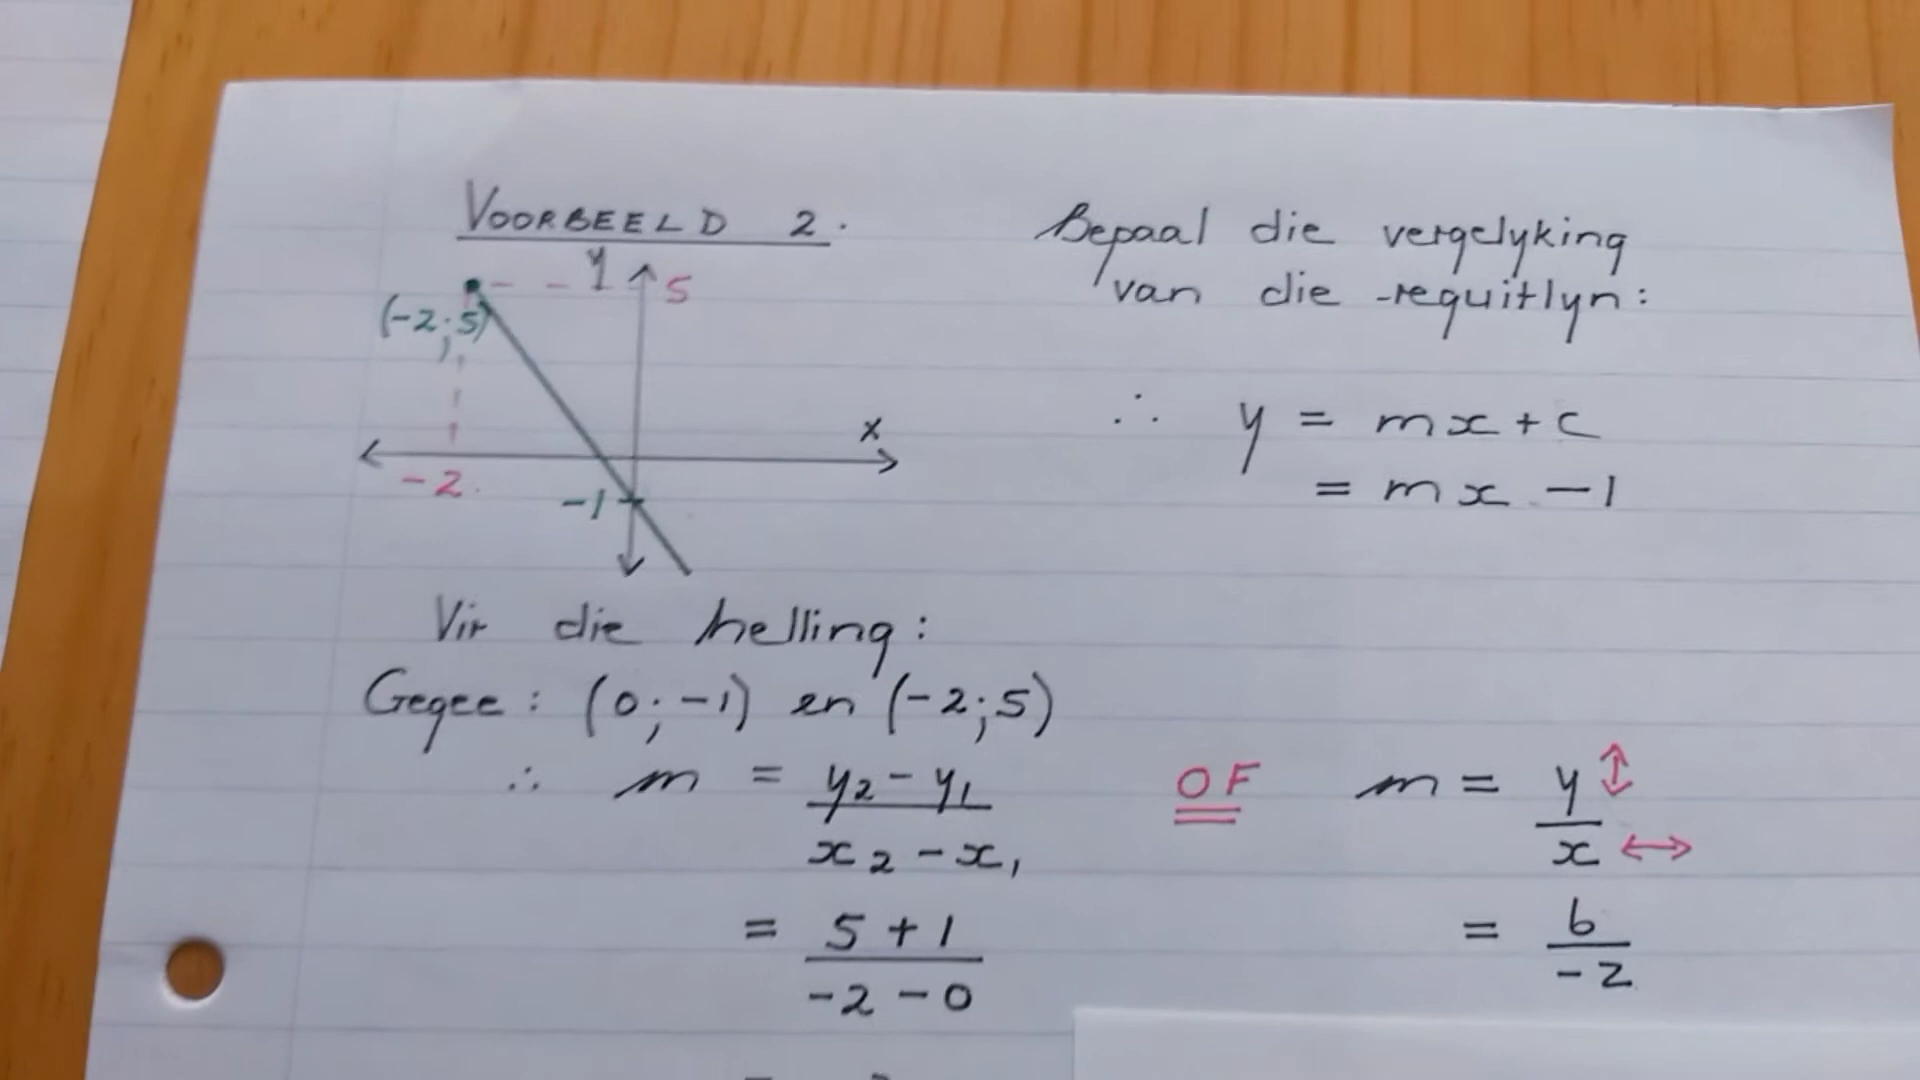 VOORBEELD 2.
y
5
(-2;5)
x
-2.
-1
Bepaal die vergelyking
van die reguitlyn:
∴ y = mx + c
= mx - 1
Vir die helling:
Gegee: (0;-1) en (-2;5)
∴ m = y₂ - y₁ / x₂ - x₁
= 5 + 1 / -2 - 0
OF
m = y ↕ / x ↔
= 6 / -2